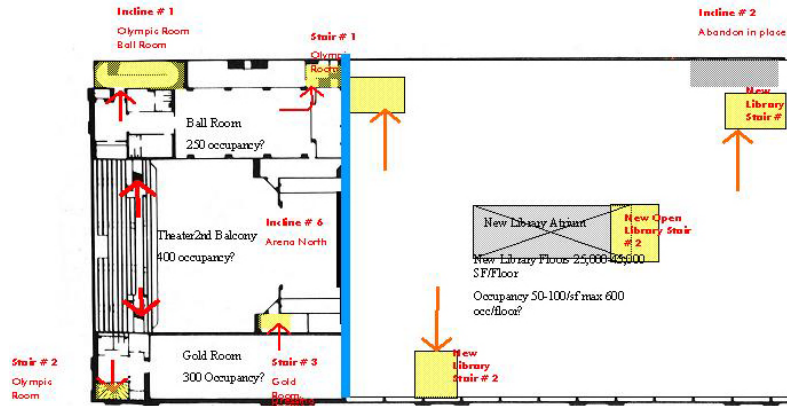 Incline # 1
Olympic Room
Ball Room
Stair # 1
Olympic
Room
Incline # 2
Abandon in place
New
Library
Stair #
Ball Room
250 occupancy?
Incline # 6
Arena North
Theater2nd Balcony
400 occupancy?
New Library Atrium
New Open
Library Stair
# 2
New Library Floors 25,000-45,000
SF/Floor
Occupancy 50-100/sf max 600
occ/floor?
Stair # 2
Olympic
Room
Gold Room
300 Occupancy?
Stair # 3
Gold
Room,
New
Library
Stair # 2